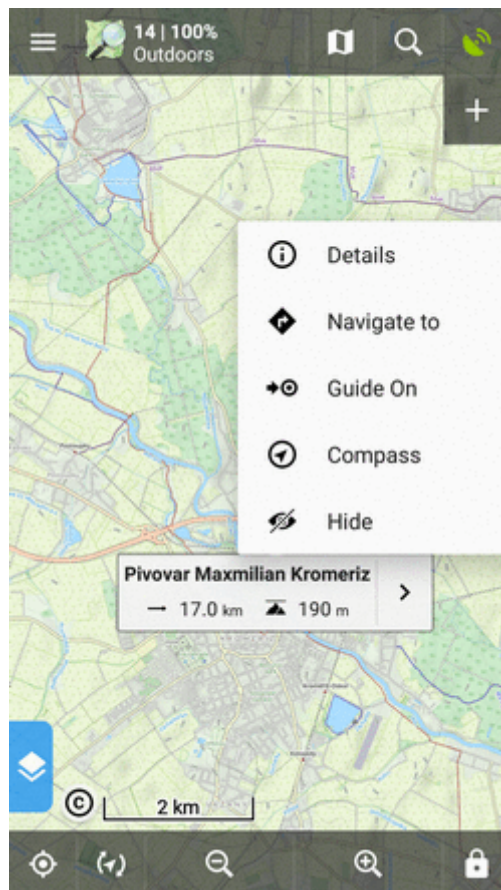 14 | 100%
Outdoors
Details
Navigate to
Guide On
Compass
Hide
Pivovar Maxmilian Kromeriz
17.0 km 190 m
2 km